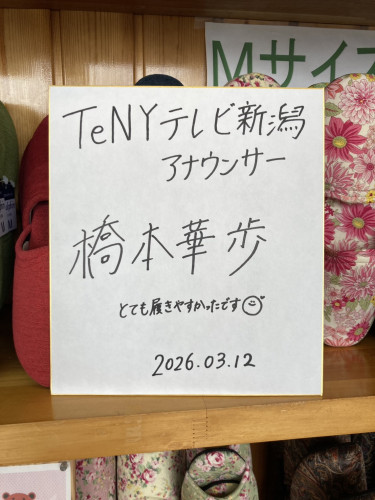 Mサイズ
TeNYテレビ新潟
アナウンサー
橋本華歩
とても履きやすかったです
2026.03.12